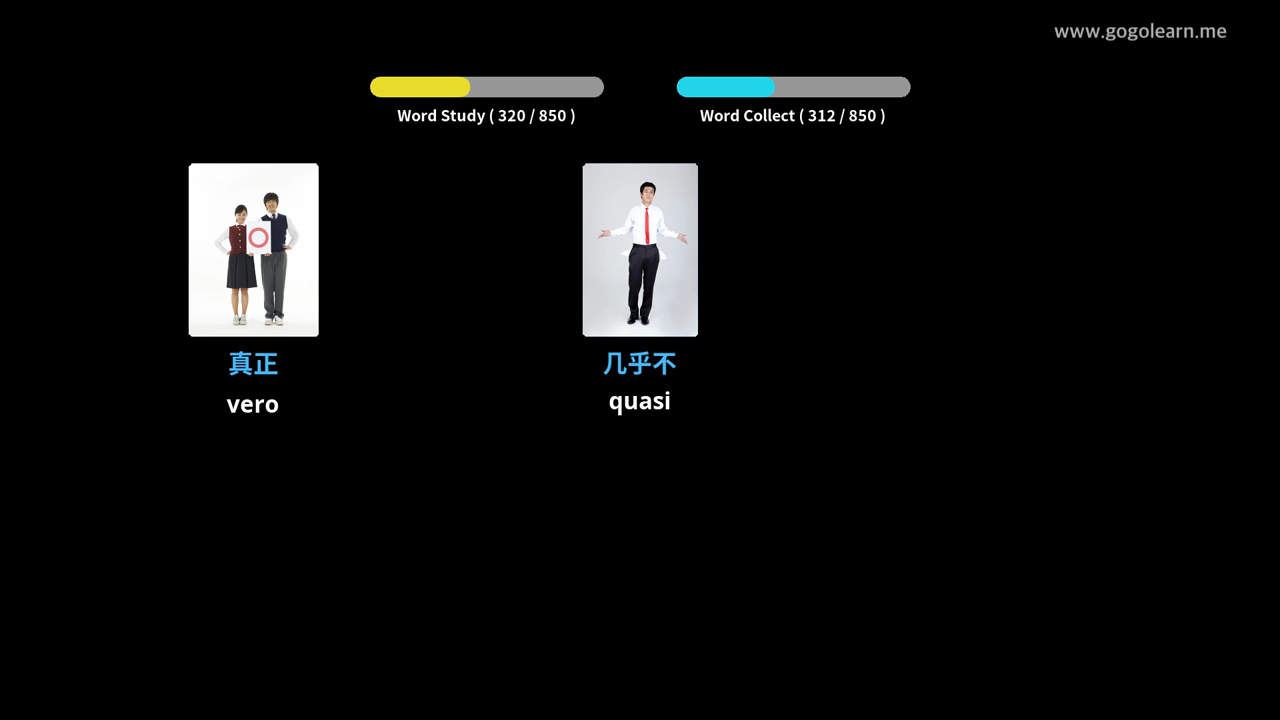 www.gogolearn.me
Word Study ( 320 / 850 )
Word Collect ( 312 / 850 )
真正
vero
几乎不
quasi